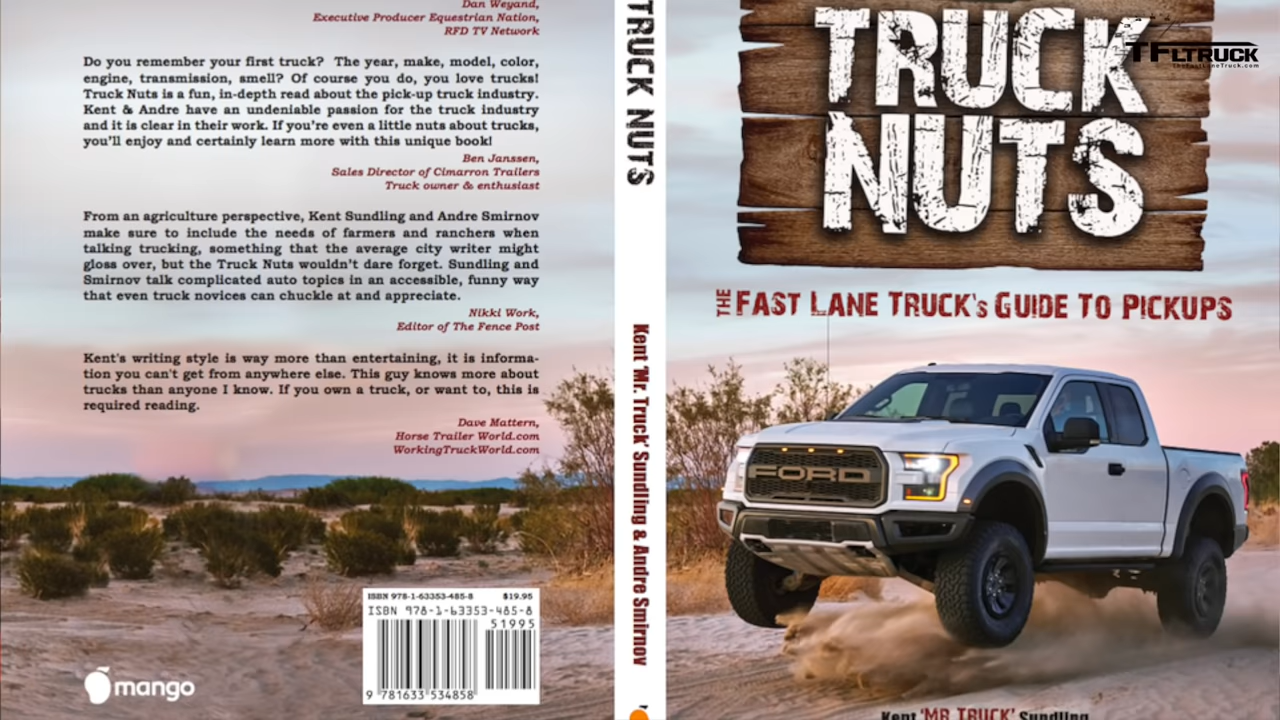 Dan Weyand,
Executive Producer Equestrian Nation,
RFD TV Network
Do you remember your first truck? The year, make, model, color,
engine, transmission, smell? Of course you do, you love trucks!
Truck Nuts is a fun, in-depth read about the pick-up truck industry.
Kent & Andre have an undeniable passion for the truck industry
and it is clear in their work. If you're even a little nuts about trucks,
you'll enjoy and certainly learn more with this unique book!
Ben Janssen,
Sales Director of Cimarron Trailers
Truck owner & enthusiast
From an agriculture perspective, Kent Sundling and Andre Smirnov
make sure to include the needs of farmers and ranchers when
talking trucking, something that the average city writer might
gloss over, but the Truck Nuts wouldn't dare forget. Sundling and
Smirnov talk complicated auto topics in an accessible, funny way
that even truck novices can chuckle at and appreciate.
Nikki Work,
Editor of The Fence Post
Kent's writing style is way more than entertaining, it is informa-
tion you can't get from anywhere else. This guy knows more about
trucks than anyone I know. If you own a truck, or want to, this is
required reading.
Dave Mattern,
Horse Trailer World.com
WorkingTruckWorld.com
ISBN 978-1-63353-485-8 $19.95
ISBN 978-1-63353-485-8
51995
9 781633 534858
mango
TRUCK NUTS
Kent 'Mr. Truck' Sundling & Andre Smirnov
TRUCK
NUTS
TFLTRUCK
TheFastLaneTruck.com
THE FAST LANE TRUCK's GUIDE TO PICKUPS
FORD
Kent 'MR TRUCK' Sundling